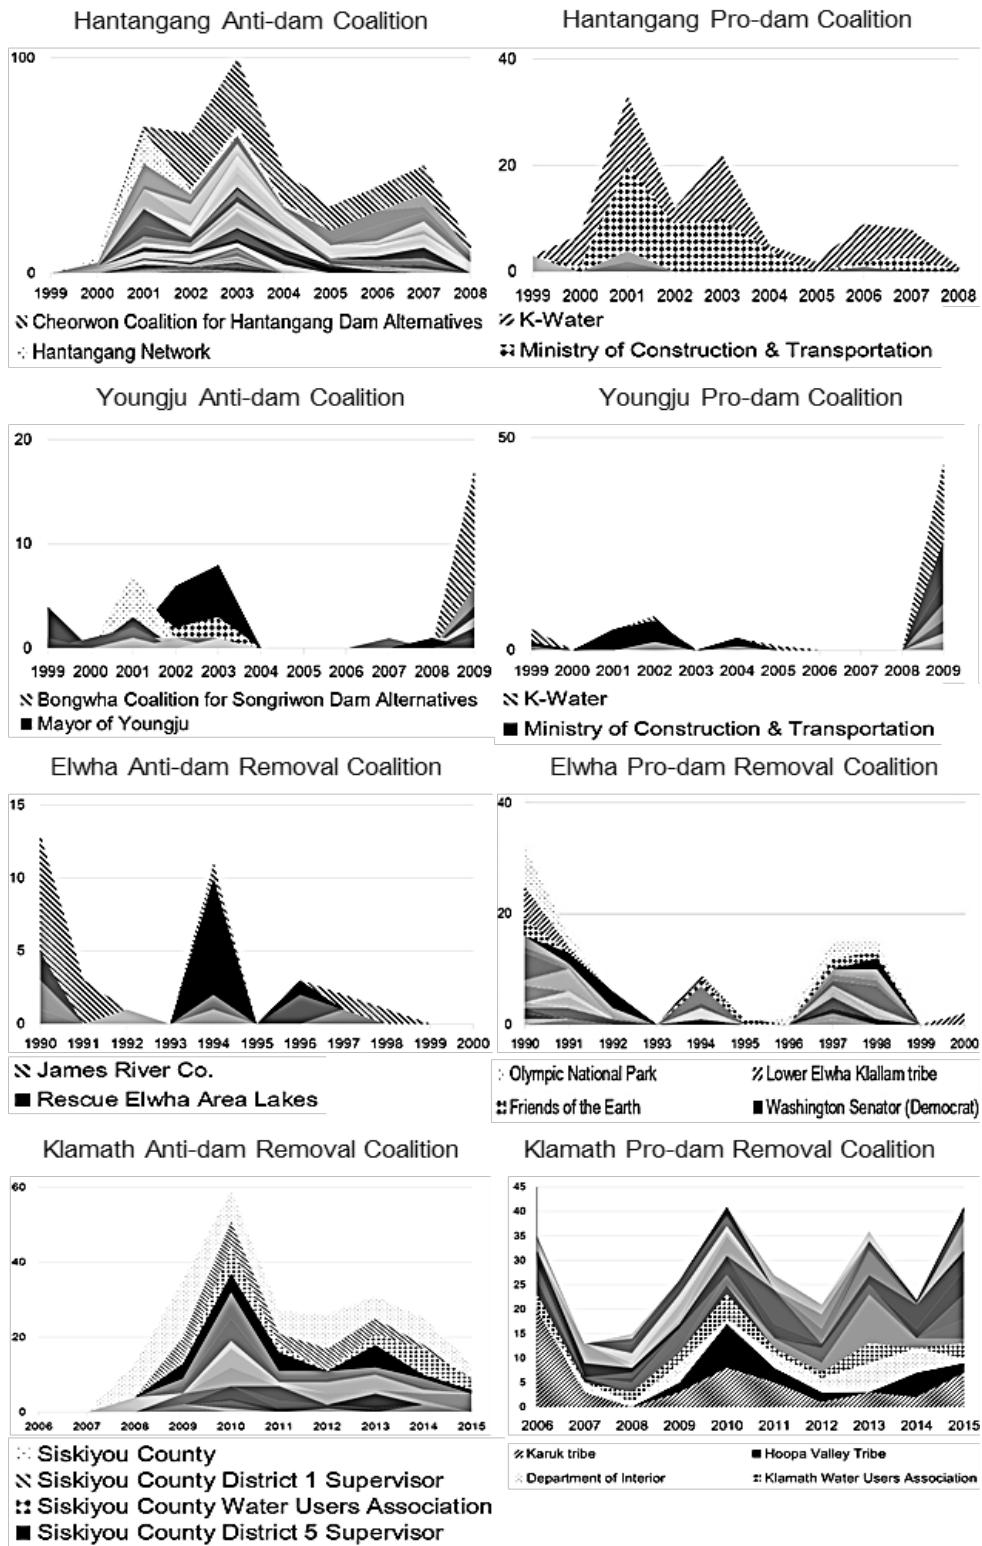 Hantangang Anti-dam Coalition
100
0
1999 2000 2001 2002 2003 2004 2005 2006 2007 2008
Cheorwon Coalition for Hantangang Dam Alternatives
Hantangang Network
Hantangang Pro-dam Coalition
40
20
0
1999 2000 2001 2002 2003 2004 2005 2006 2007 2008
K-Water
Ministry of Construction & Transportation
Youngju Anti-dam Coalition
20
10
0
1999 2000 2001 2002 2003 2004 2005 2006 2007 2008 2009
Bongwha Coalition for Songriwon Dam Alternatives
Mayor of Youngju
Youngju Pro-dam Coalition
50
0
1999 2000 2001 2002 2003 2004 2005 2006 2007 2008 2009
K-Water
Ministry of Construction & Transportation
Elwha Anti-dam Removal Coalition
15
10
5
0
1990 1991 1992 1993 1994 1995 1996 1997 1998 1999 2000
James River Co.
Rescue Elwha Area Lakes
Elwha Pro-dam Removal Coalition
40
20
0
1990 1991 1992 1993 1994 1995 1996 1997 1998 1999 2000
Olympic National Park
Lower Elwha Klallam tribe
Friends of the Earth
Washington Senator (Democrat)
Klamath Anti-dam Removal Coalition
60
40
20
0
2006 2007 2008 2009 2010 2011 2012 2013 2014 2015
Siskiyou County
Siskiyou County District 1 Supervisor
Siskiyou County Water Users Association
Siskiyou County District 5 Supervisor
Klamath Pro-dam Removal Coalition
45
40
35
30
25
20
15
10
5
0
2006 2007 2008 2009 2010 2011 2012 2013 2014 2015
Karuk tribe
Hoopa Valley Tribe
Department of Interior
Klamath Water Users Association